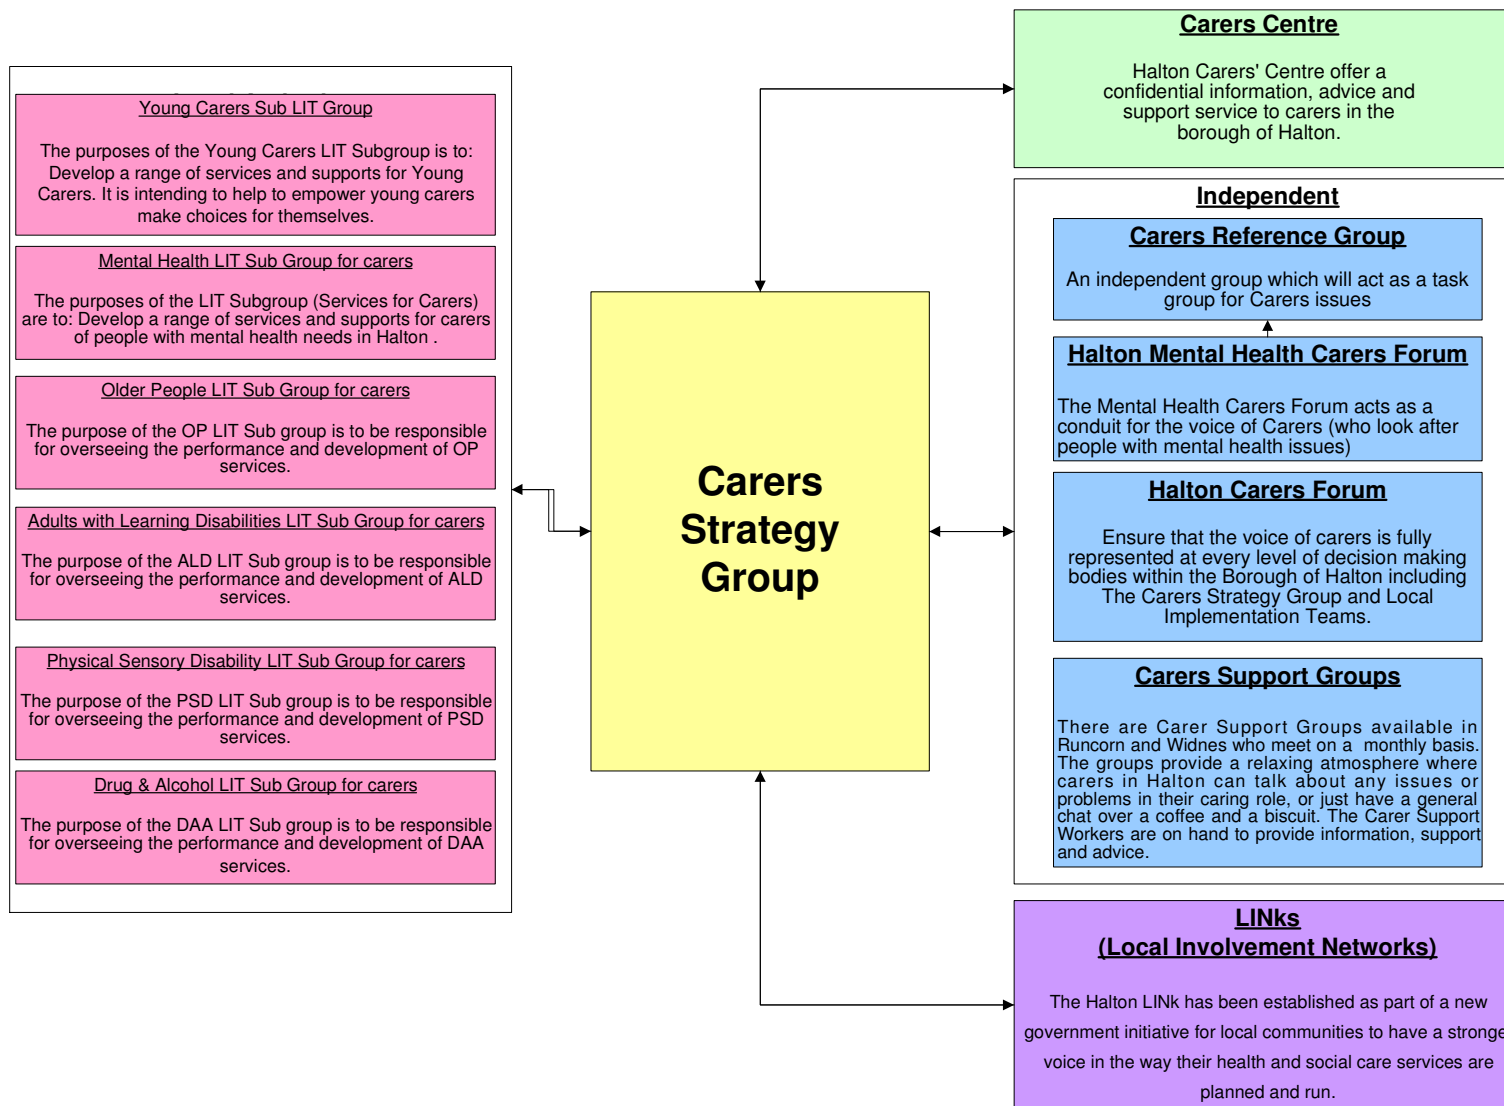 Young Carers Sub LIT Group
The purposes of the Young Carers LIT Subgroup is to:
Develop a range of services and supports for Young
Carers. It is intending to help to empower young carers
make choices for themselves.
Mental Health LIT Sub Group for carers
The purposes of the LIT Subgroup (Services for Carers)
are to: Develop a range of services and supports for carers
of people with mental health needs in Halton .
Older People LIT Sub Group for carers
The purpose of the OP LIT Sub group is to be responsible
for overseeing the performance and development of OP
services.
Adults with Learning Disabilities LIT Sub Group for carers
The purpose of the ALD LIT Sub group is to be responsible
for overseeing the performance and development of ALD
services.
Physical Sensory Disability LIT Sub Group for carers
The purpose of the PSD LIT Sub group is to be responsible
for overseeing the performance and development of PSD
services.
Drug & Alcohol LIT Sub Group for carers
The purpose of the DAA LIT Sub group is to be responsible
for overseeing the performance and development of DAA
services.
Carers
Strategy
Group
Carers Centre
Halton Carers' Centre offer a
confidential information, advice and
support service to carers in the
borough of Halton.
Independent
Carers Reference Group
An independent group which will act as a task
group for Carers issues
Halton Mental Health Carers Forum
The Mental Health Carers Forum acts as a
conduit for the voice of Carers (who look after
people with mental health issues)
Halton Carers Forum
Ensure that the voice of carers is fully
represented at every level of decision making
bodies within the Borough of Halton including
The Carers Strategy Group and Local
Implementation Teams.
Carers Support Groups
There are Carer Support Groups available in
Runcorn and Widnes who meet on a monthly basis.
The groups provide a relaxing atmosphere where
carers in Halton can talk about any issues or
problems in their caring role, or just have a general
chat over a coffee and a biscuit. The Carer Support
Workers are on hand to provide information, support
and advice.
LINks
(Local Involvement Networks)
The Halton LINk has been established as part of a new
government initiative for local communities to have a stronge
voice in the way their health and social care services are
planned and run.